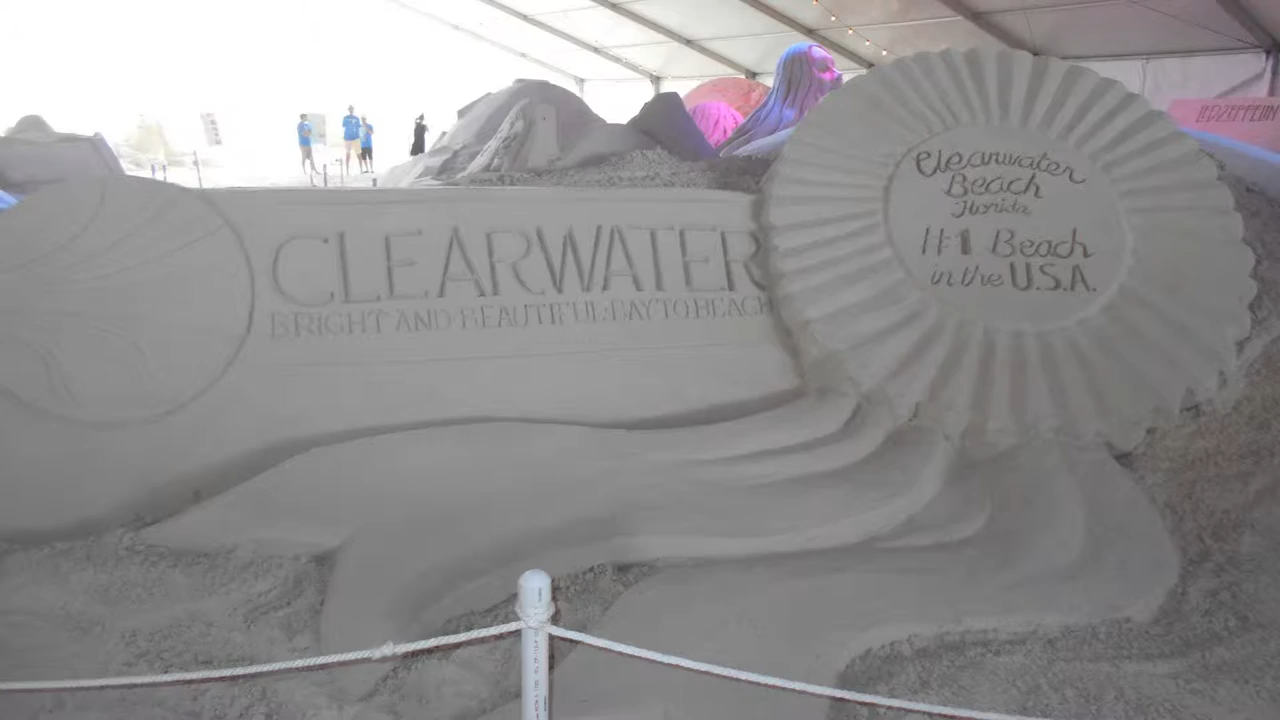 CLEARWATER
BRIGHT AND BEAUTIFUL·BAY TO BEACH
Clearwater
Beach
Florida
#1 Beach
in the U.S.A.
LED ZEPPELIN